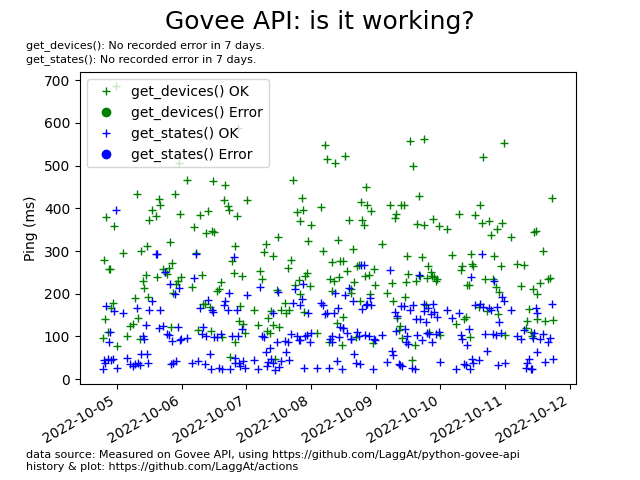 Govee API: is it working?
get_devices(): No recorded error in 7 days.
get_states(): No recorded error in 7 days.
get_devices() OK
get_devices() Error
get_states() OK
get_states() Error
Ping (ms)
700
600
500
400
300
200
100
0
2022-10-05
2022-10-06
2022-10-07
2022-10-08
2022-10-09
2022-10-10
2022-10-11
2022-10-12
data source: Measured on Govee API, using https://github.com/LaggAt/python-govee-api
history & plot: https://github.com/LaggAt/actions